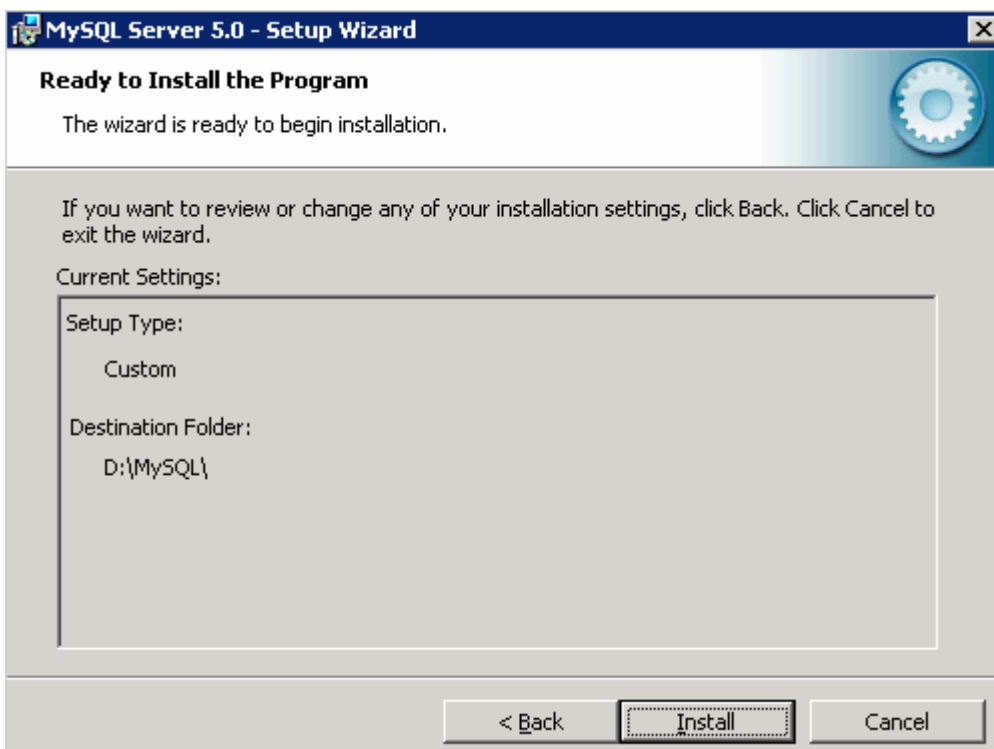 MySQL Server 5.0 - Setup Wizard
Ready to Install the Program
The wizard is ready to begin installation.
If you want to review or change any of your installation settings, click Back. Click Cancel to
exit the wizard.
Current Settings:
Setup Type:
Custom
Destination Folder:
D:\MySQL\
< Back
Install
Cancel